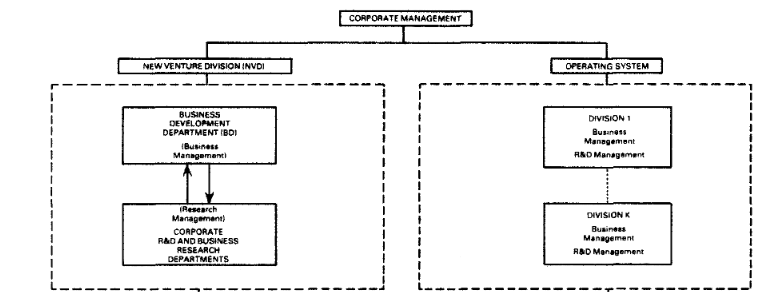 CORPORATE MANAGEMENT
NEW VENTURE DIVISION (NVD)
OPERATING SYSTEM
BUSINESS
DEVELOPMENT
DEPARTMENT (BD)
(Business
Management)
(Research
Management)
CORPORATE
R&D AND BUSINESS
RESEARCH
DEPARTMENTS
DIVISION 1
Business
Management
R&D Management
DIVISION K
Business
Management
R&D Management